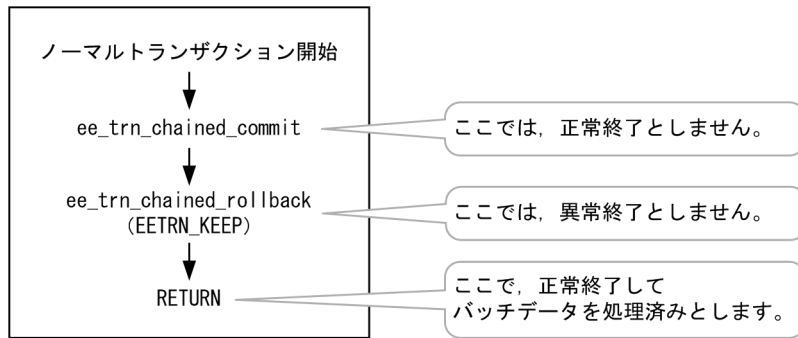 ノーマルトランザクション開始
ee_trn_chained_commit
ここでは，正常終了としません。
ee_trn_chained_rollback
(EETRN_KEEP)
ここでは，異常終了としません。
RETURN
ここで，正常終了して
バッチデータを処理済みとします。